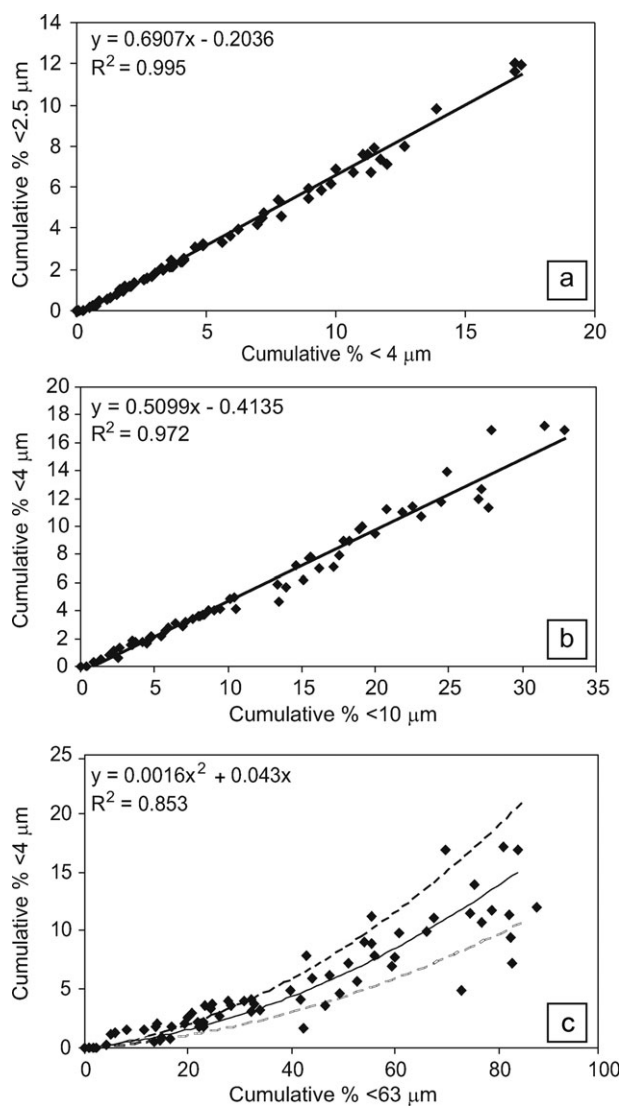 14
12
10
8
6
4
2
0
Cumulative % <2.5 μm
y = 0.6907x - 0.2036
R² = 0.995
a
0 5 10 15 20
Cumulative % < 4 μm
20
18
16
14
12
10
8
6
4
2
0
Cumulative % <4 μm
y = 0.5099x - 0.4135
R² = 0.972
b
0 5 10 15 20 25 30 35
Cumulative % <10 μm
25
20
15
10
5
0
Cumulative % <4 μm
y = 0.0016x² + 0.043x
R² = 0.853
c
0 20 40 60 80 100
Cumulative % <63 μm